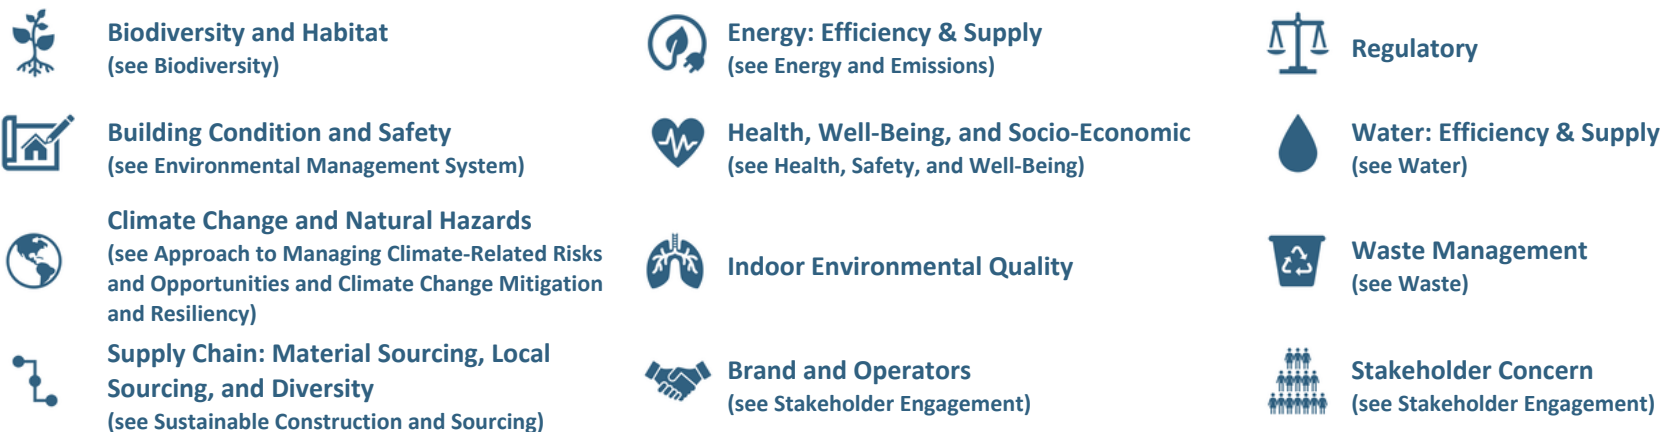 Biodiversity and Habitat
(see Biodiversity)
Building Condition and Safety
(see Environmental Management System)
Climate Change and Natural Hazards
(see Approach to Managing Climate-Related Risks
and Opportunities and Climate Change Mitigation
and Resiliency)
Supply Chain: Material Sourcing, Local
Sourcing, and Diversity
(see Sustainable Construction and Sourcing)
Energy: Efficiency & Supply
(see Energy and Emissions)
Health, Well-Being, and Socio-Economic
(see Health, Safety, and Well-Being)
Indoor Environmental Quality
Brand and Operators
(see Stakeholder Engagement)
Regulatory
Water: Efficiency & Supply
(see Water)
Waste Management
(see Waste)
Stakeholder Concern
(see Stakeholder Engagement)